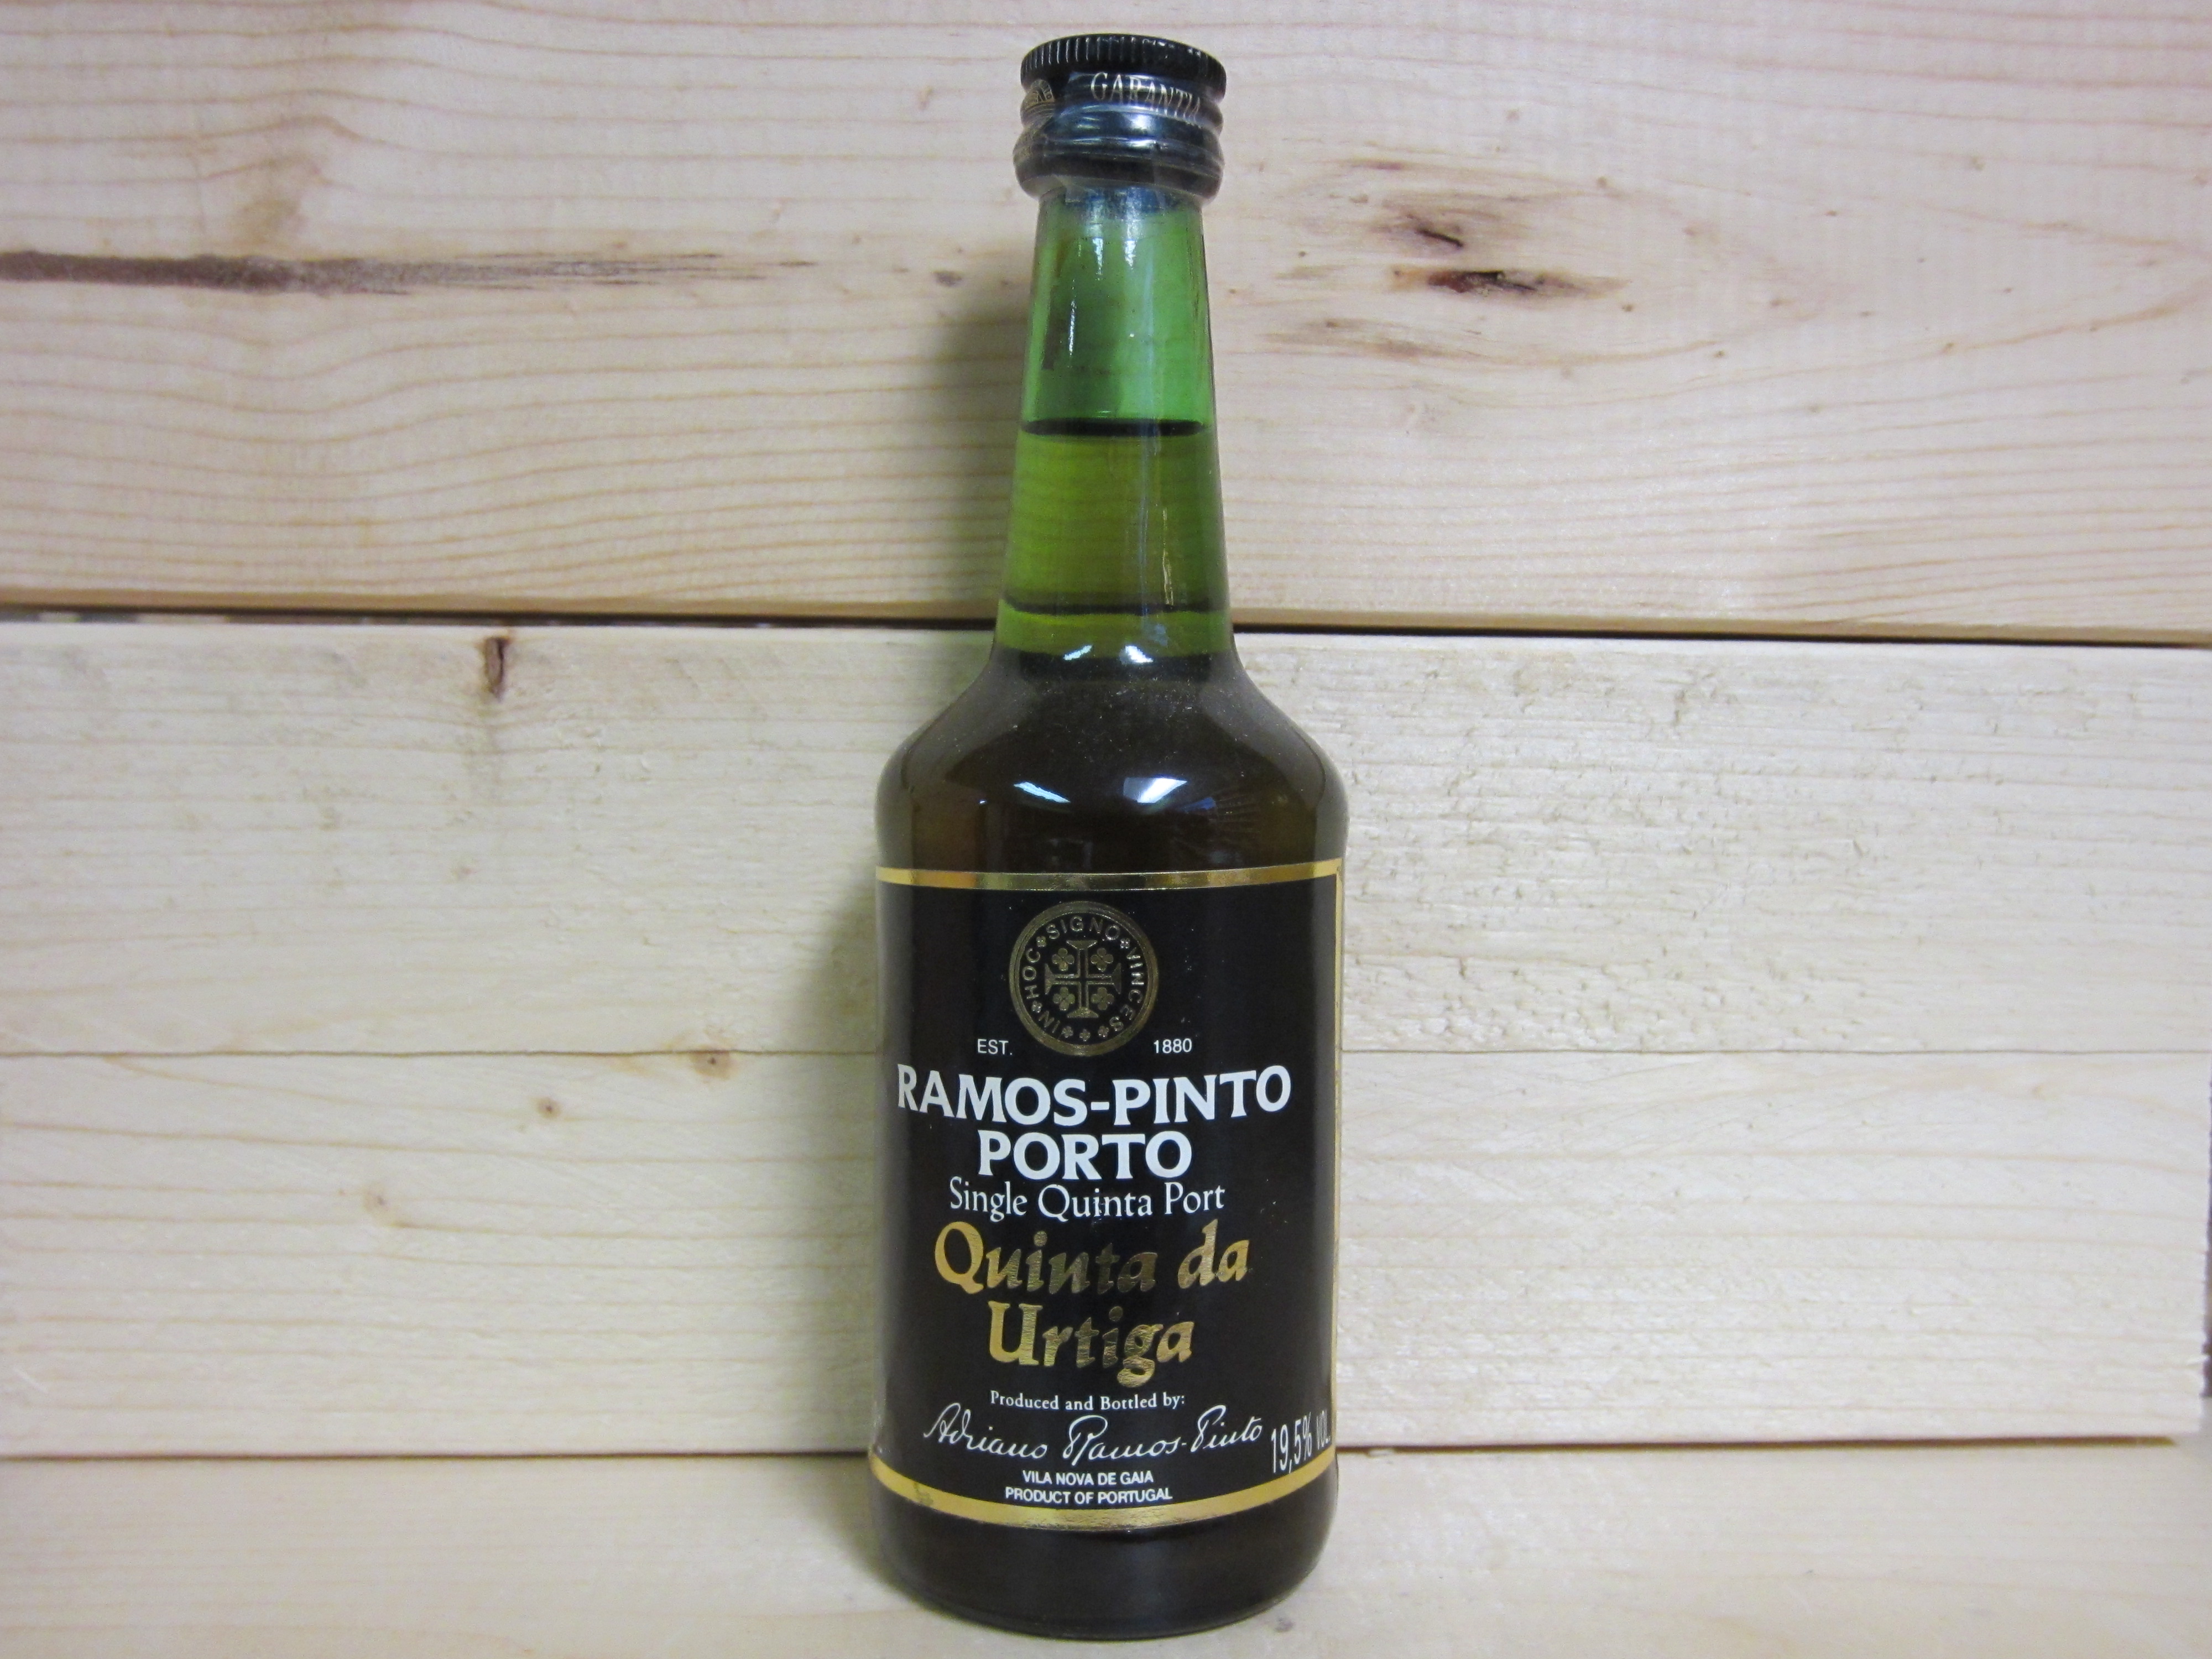 GARANTIA
IN HOC SIGNO VINCES
EST. 1880
RAMOS-PINTO
PORTO
Single Quinta Port
Quinta da
Urtiga
Produced and Bottled by:
Adriano Ramos-Pinto
19,5% VOL.
VILA NOVA DE GAIA
PRODUCT OF PORTUGAL